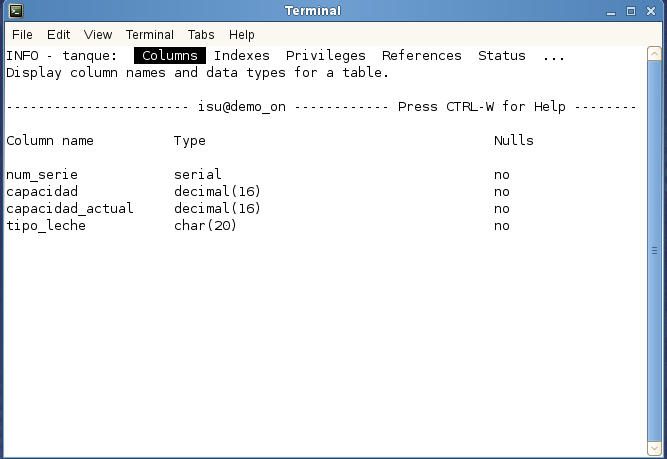 Terminal
File Edit View Terminal Tabs Help
INFO - tanque: Columns Indexes Privileges References Status ...
Display column names and data types for a table.
----------------------- isu@demo_on ------------ Press CTRL-W for Help --------
Column name Type Nulls
num_serie serial no
capacidad decimal(16) no
capacidad_actual decimal(16) no
tipo_leche char(20) no